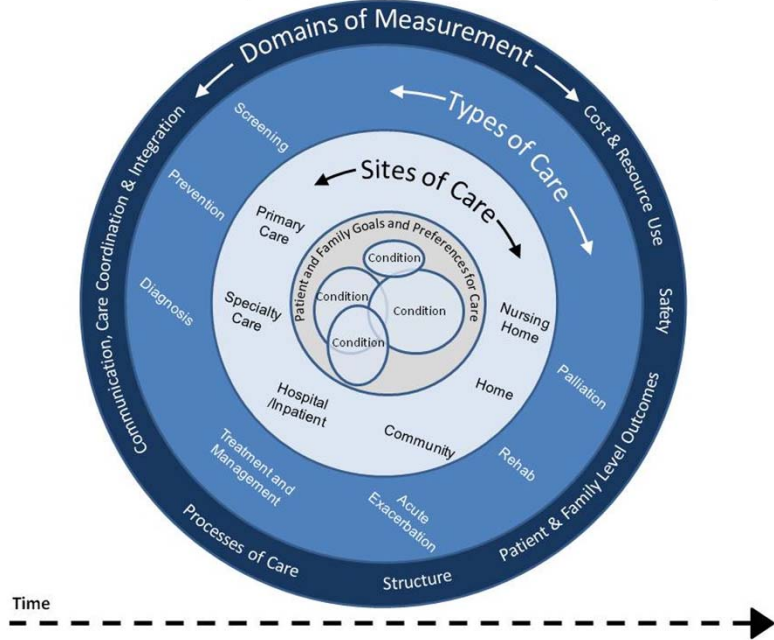 Domains of Measurement
Cost & Resource Use
Safety
Patient & Family Level Outcomes
Structure
Processes of Care
Communication, Care Coordination & Integration
Types of Care
Screening
Prevention
Diagnosis
Treatment and
Management
Acute
Exacerbation
Rehab
Palliation
Sites of Care
Primary
Care
Specialty
Care
Hospital
/Inpatient
Community
Home
Nursing
Home
Patient and Family Goals and Preferences for Care
Condition
Condition
Condition
Condition
Time